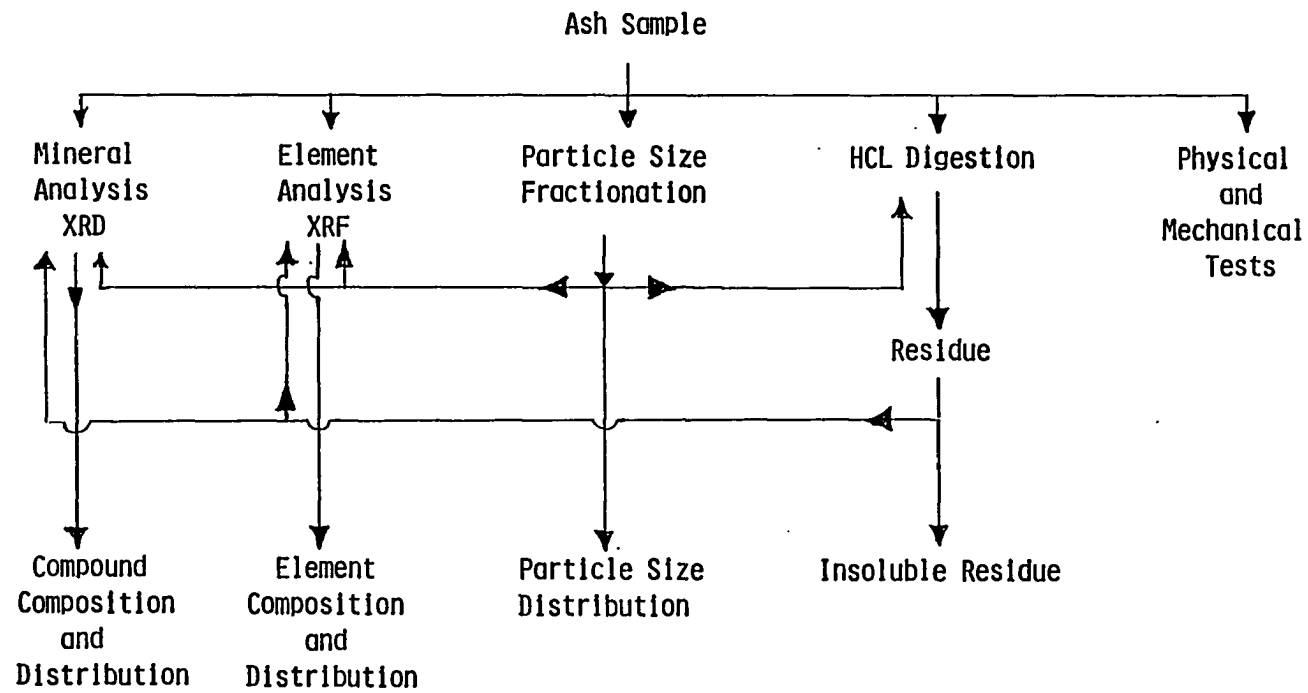 Ash Sample
Mineral
Analysis
XRD
Element
Analysis
XRF
Particle Size
Fractionation
HCL Digestion
Physical
and
Mechanical
Tests
Residue
Compound
Composition
and
Distribution
Element
Composition
and
Distribution
Particle Size
Distribution
Insoluble Residue